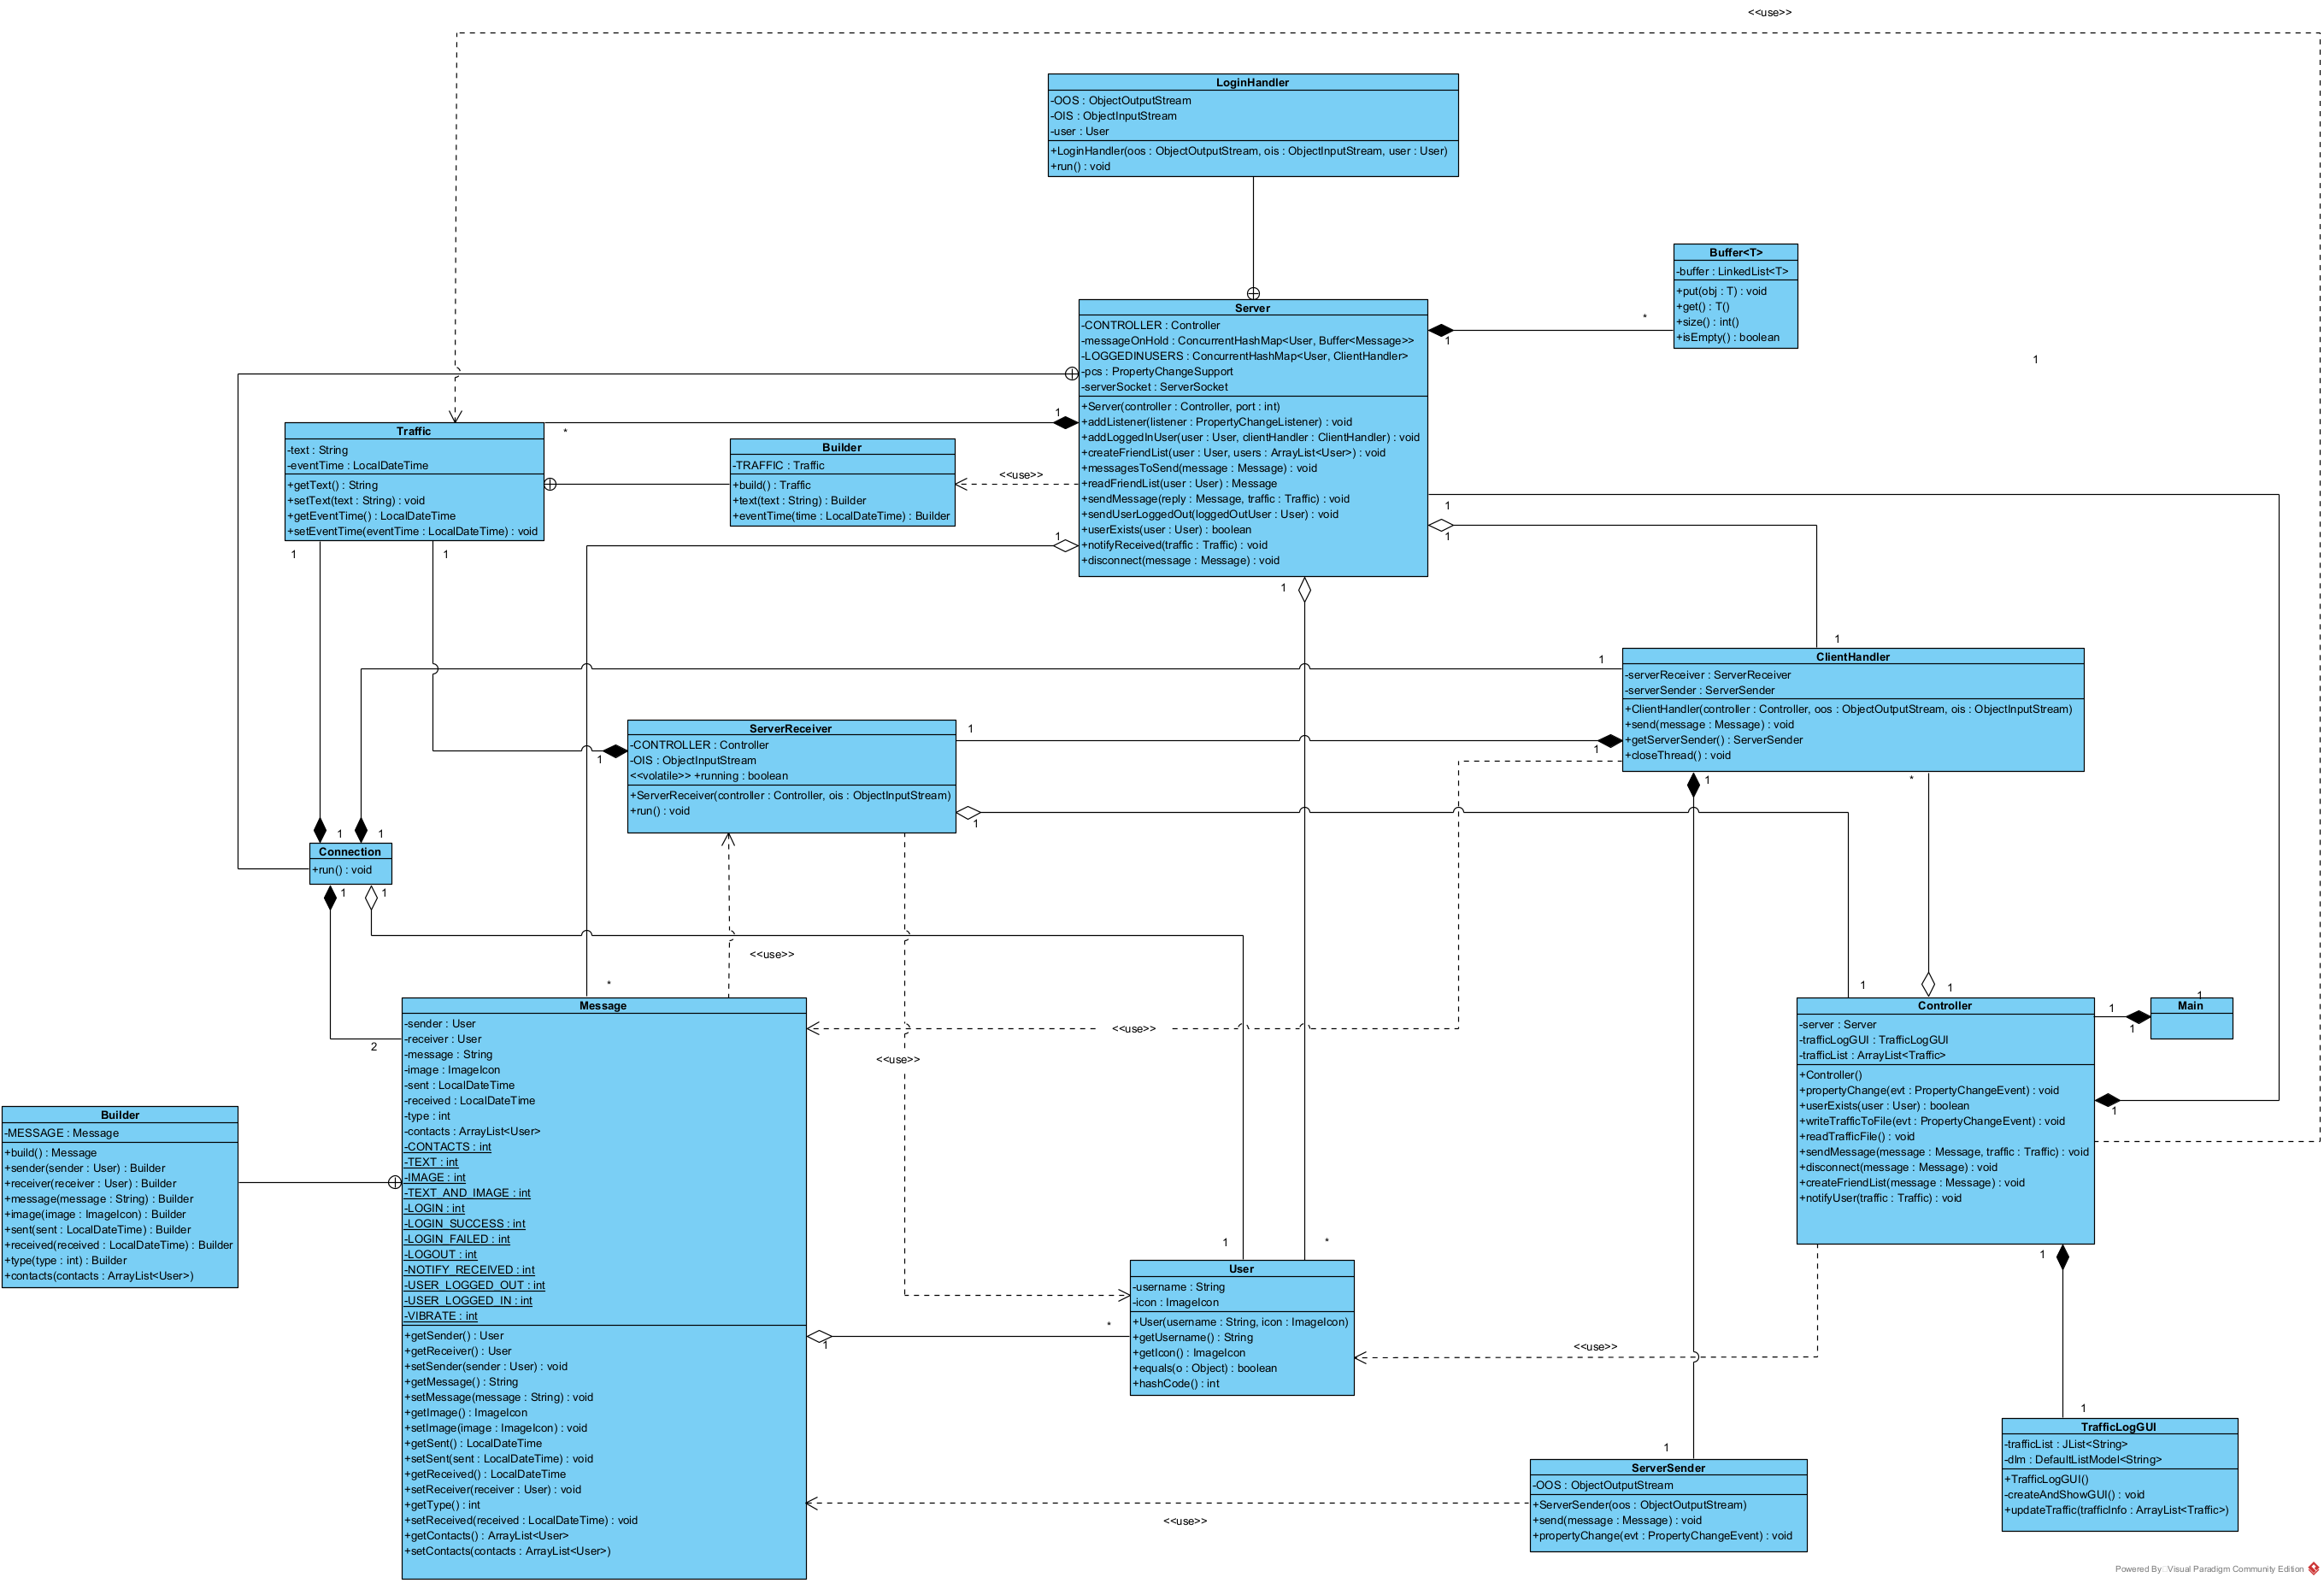 <<use>>
LoginHandler
-OOS : ObjectOutputStream
-OIS : ObjectInputStream
-user : User
+LoginHandler(oos : ObjectOutputStream, ois : ObjectInputStream, user : User)
+run() : void
Buffer<T>
-buffer : LinkedList<T>
+put(obj : T) : void
+get() : T()
+size() : int()
+isEmpty() : boolean
*
1
1
Server
-CONTROLLER : Controller
-messageOnHold : ConcurrentHashMap<User, Buffer<Message>>
-LOGGEDINUSERS : ConcurrentHashMap<User, ClientHandler>
-pcs : PropertyChangeSupport
-serverSocket : ServerSocket
+Server(controller : Controller, port : int)
+addListener(listener : PropertyChangeListener) : void
+addLoggedInUser(user : User, clientHandler : ClientHandler) : void
+createFriendList(user : User, users : ArrayList<User>) : void
+messagesToSend(message : Message) : void
+readFriendList(user : User) : Message
+sendMessage(reply : Message, traffic : Traffic) : void
+sendUserLoggedOut(loggedOutUser : User) : void
+userExists(user : User) : boolean
+notifyReceived(traffic : Traffic) : void
+disconnect(message : Message) : void
1
*
1
1
1
1
Traffic
-text : String
-eventTime : LocalDateTime
+getText() : String
+setText(text : String) : void
+getEventTime() : LocalDateTime
+setEventTime(eventTime : LocalDateTime) : void
1
1
Builder
-TRAFFIC : Traffic
+build() : Traffic
+text(text : String) : Builder
+eventTime(time : LocalDateTime) : Builder
<<use>>
1
1
ClientHandler
-serverReceiver : ServerReceiver
-serverSender : ServerSender
+ClientHandler(controller : Controller, oos : ObjectOutputStream, ois : ObjectInputStream)
+send(message : Message) : void
+getServerSender() : ServerSender
+closeThread() : void
1
1
*
ServerReceiver
-CONTROLLER : Controller
-OIS : ObjectInputStream
<<volatile>> +running : boolean
+ServerReceiver(controller : Controller, ois : ObjectInputStream)
+run() : void
1
1
1
1
1
Connection
+run() : void
1
1
2
<<use>>
<<use>>
<<use>>
*
Message
-sender : User
-receiver : User
-message : String
-image : ImageIcon
-sent : LocalDateTime
-received : LocalDateTime
-type : int
-contacts : ArrayList<User>
-CONTACTS : int
-TEXT : int
-IMAGE : int
-TEXT_AND_IMAGE : int
-LOGIN : int
-LOGIN_SUCCESS : int
-LOGIN_FAILED : int
-LOGOUT : int
-NOTIFY_RECEIVED : int
-USER_LOGGED_OUT : int
-USER_LOGGED_IN : int
-VIBRATE : int
+getSender() : User
+getReceiver() : User
+setSender(sender : User) : void
+getMessage() : String
+setMessage(message : String) : void
+getImage() : ImageIcon
+setImage(image : ImageIcon) : void
+getSent() : LocalDateTime
+setSent(sent : LocalDateTime) : void
+getReceived() : LocalDateTime
+setReceiver(receiver : User) : void
+getType() : int
+setReceived(received : LocalDateTime) : void
+getContacts() : ArrayList<User>
+setContacts(contacts : ArrayList<User>)
1
*
Builder
-MESSAGE : Message
+build() : Message
+sender(sender : User) : Builder
+receiver(receiver : User) : Builder
+message(message : String) : Builder
+image(image : ImageIcon) : Builder
+sent(sent : LocalDateTime) : Builder
+received(received : LocalDateTime) : Builder
+type(type : int) : Builder
+contacts(contacts : ArrayList<User>)
1
*
User
-username : String
-icon : ImageIcon
+User(username : String, icon : ImageIcon)
+getUsername() : String
+getIcon() : ImageIcon
+equals(o : Object) : boolean
+hashCode() : int
<<use>>
1
1
Controller
-server : Server
-trafficLogGUI : TrafficLogGUI
-trafficList : ArrayList<Traffic>
+Controller()
+propertyChange(evt : PropertyChangeEvent) : void
+userExists(user : User) : boolean
+writeTrafficToFile(evt : PropertyChangeEvent) : void
+readTrafficFile() : void
+sendMessage(message : Message, traffic : Traffic) : void
+disconnect(message : Message) : void
+createFriendList(message : Message) : void
+notifyUser(traffic : Traffic) : void
1
1
1
Main
1
1
1
TrafficLogGUI
-trafficList : JList<String>
-dlm : DefaultListModel<String>
+TrafficLogGUI()
-createAndShowGUI() : void
+updateTraffic(trafficInfo : ArrayList<Traffic>)
1
ServerSender
-OOS : ObjectOutputStream
+ServerSender(oos : ObjectOutputStream)
+send(message : Message) : void
+propertyChange(evt : PropertyChangeEvent) : void
<<use>>
Powered By Visual Paradigm Community Edition